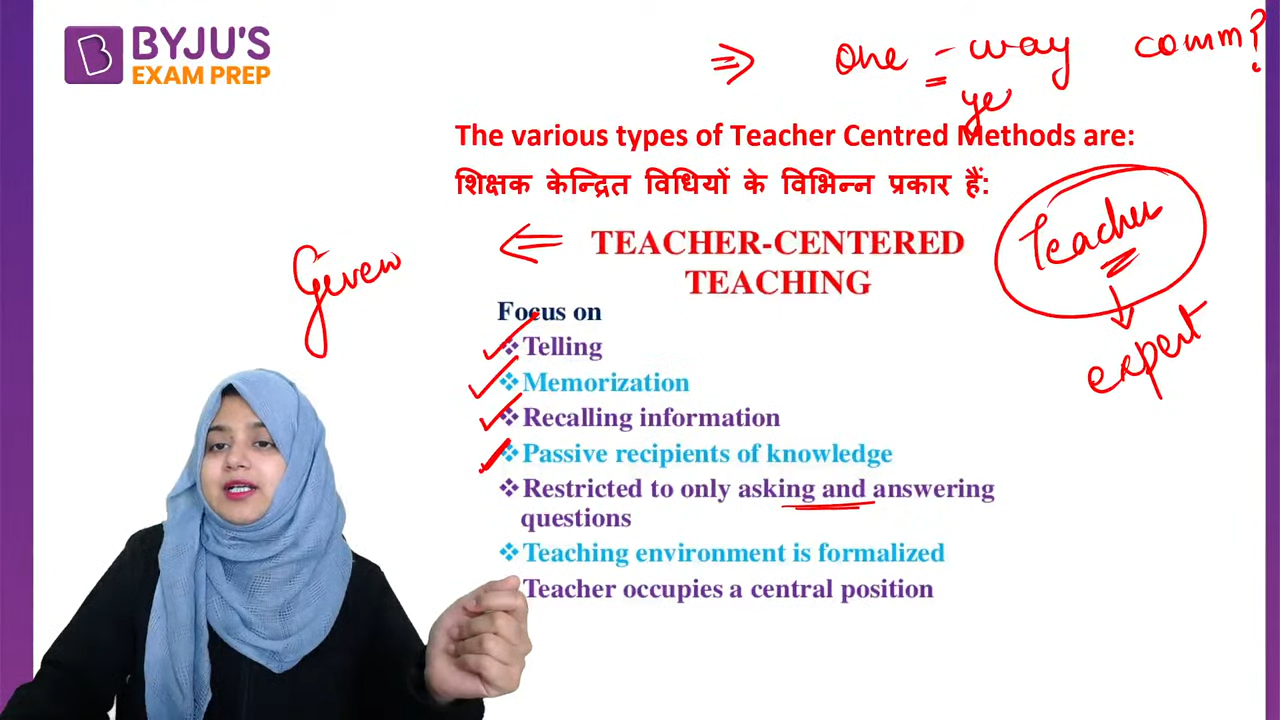 BYJU'S
EXAM PREP
⇒ One-way comm?
ye
The various types of Teacher Centred Methods are:
शिक्षक केन्द्रित विधियों के विभिन्न प्रकार हैं:
Teacher
expert
Given
TEACHER-CENTERED
TEACHING
Focus on
❖Telling
❖Memorization
❖Recalling information
❖Passive recipients of knowledge
❖Restricted to only asking and answering
questions
❖Teaching environment is formalized
Teacher occupies a central position